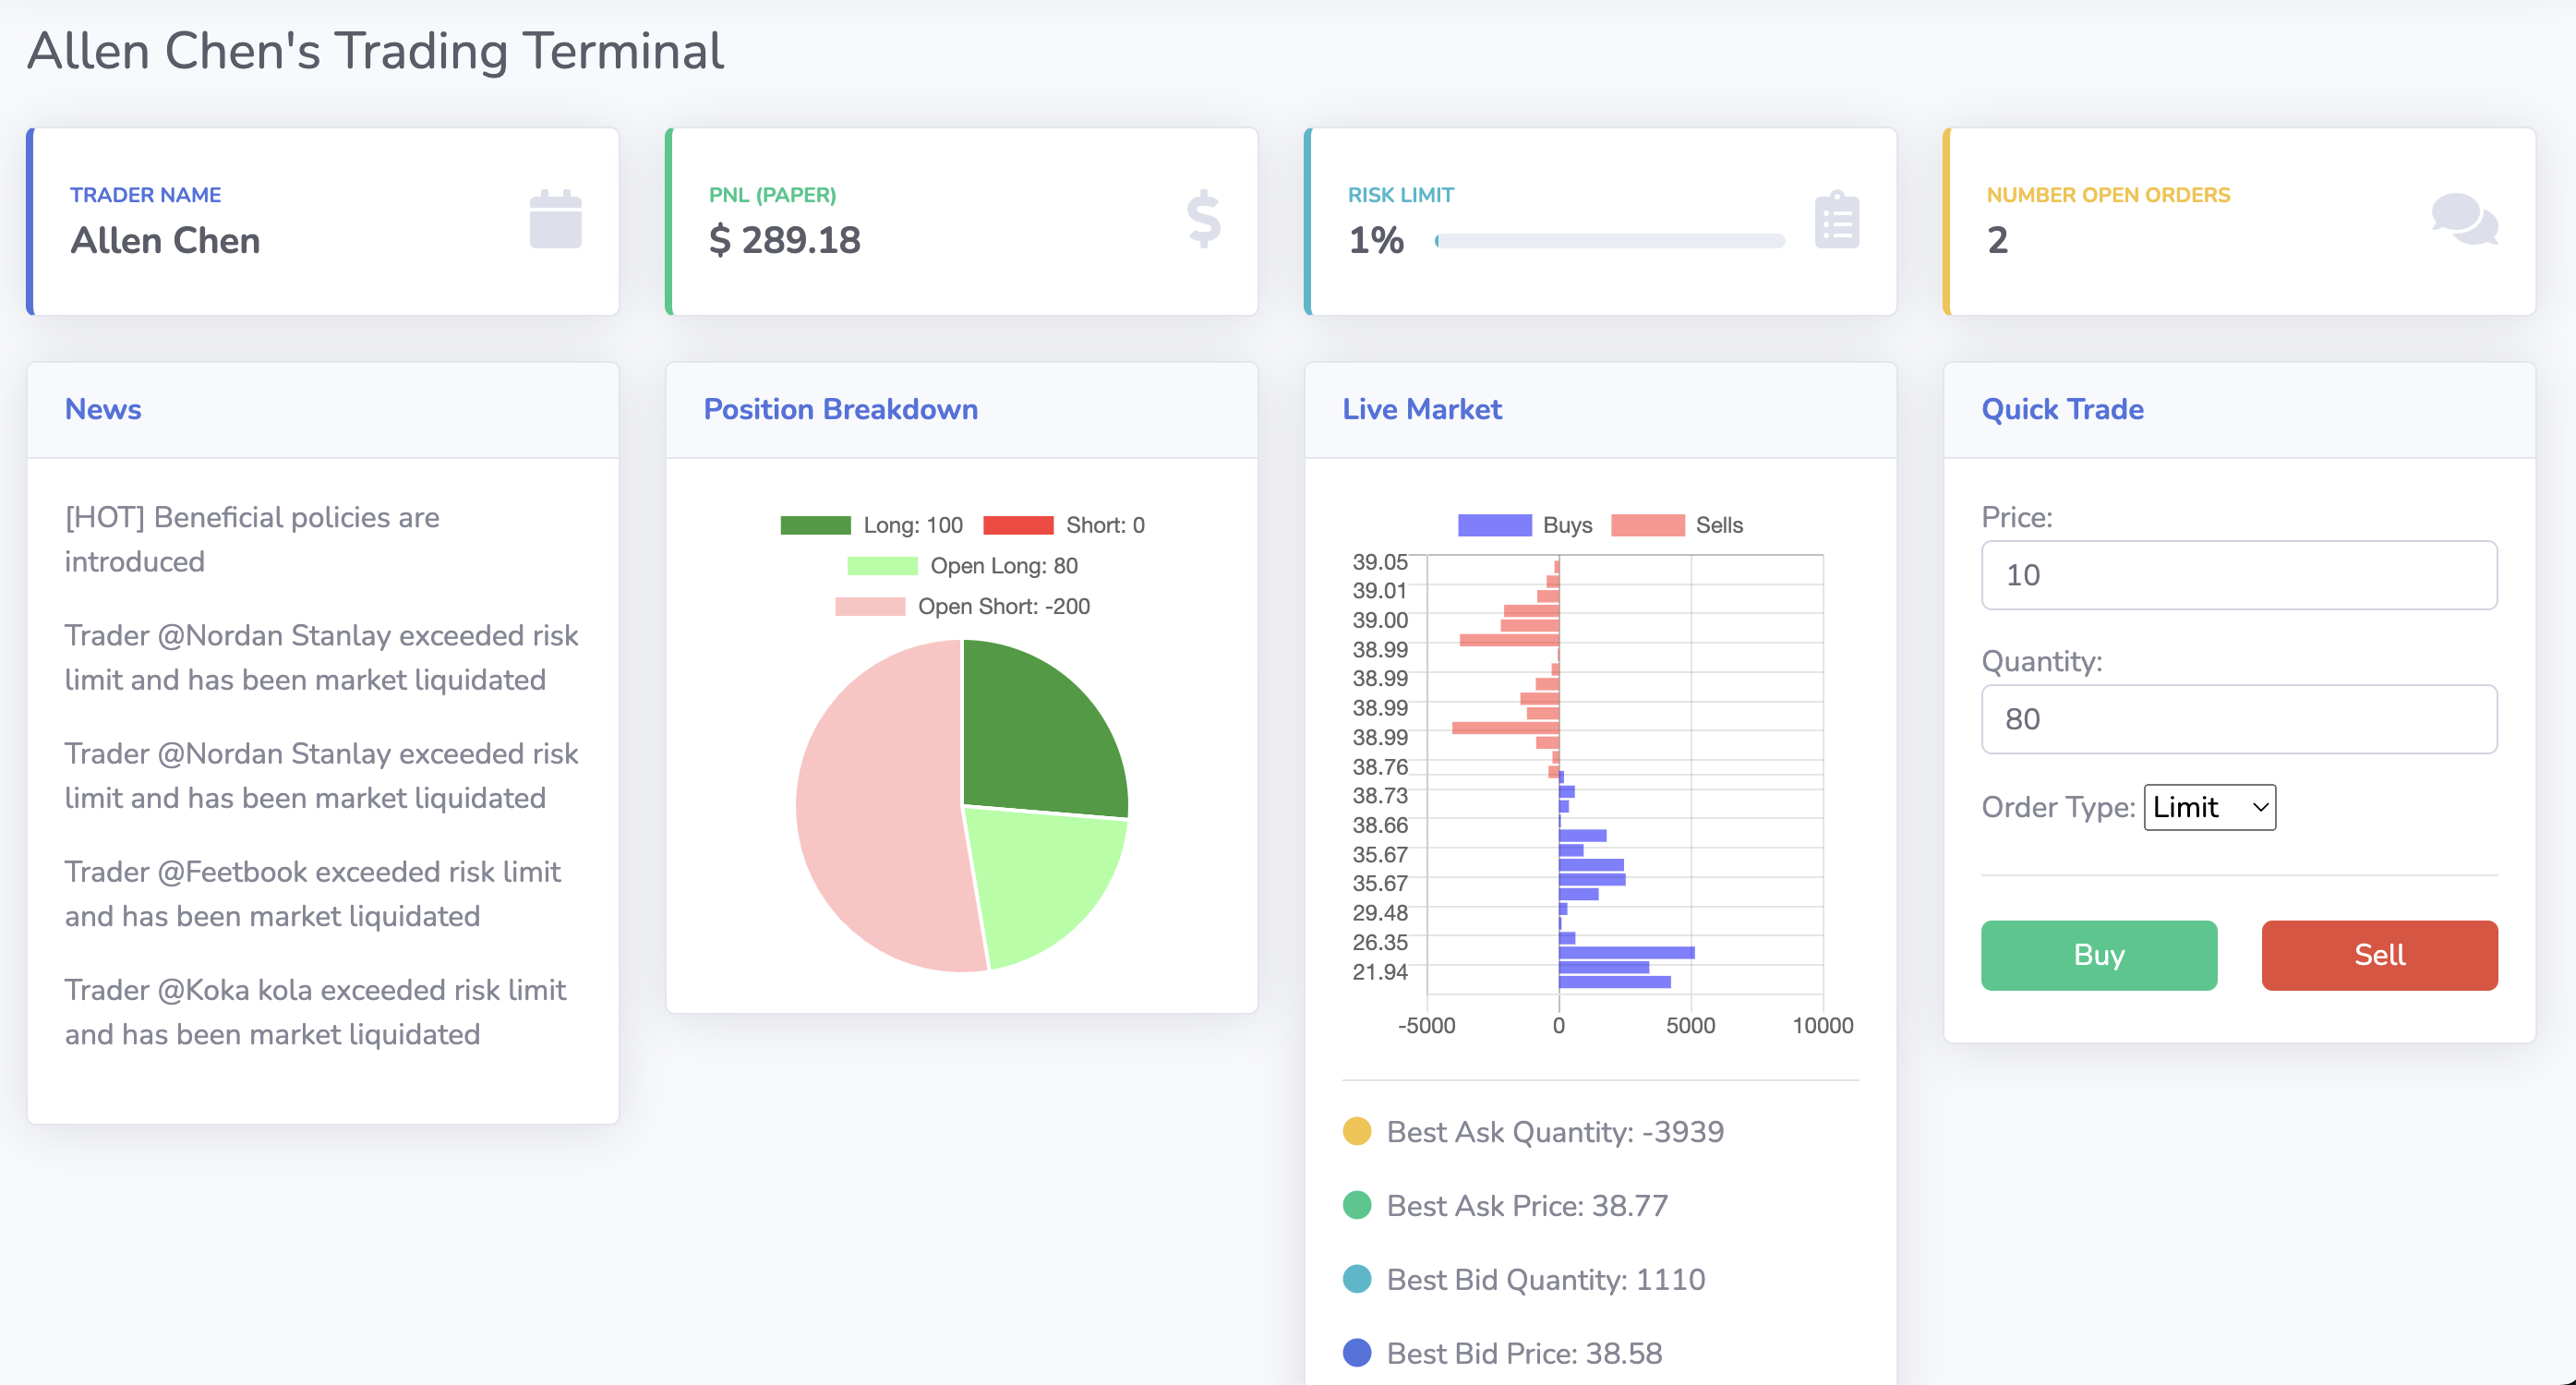 Allen Chen's Trading Terminal
TRADER NAME
Allen Chen
PNL (PAPER)
$ 289.18
RISK LIMIT
1%
NUMBER OPEN ORDERS
2
News
[HOT] Beneficial policies are
introduced
Trader @Nordan Stanlay exceeded risk
limit and has been market liquidated
Trader @Nordan Stanlay exceeded risk
limit and has been market liquidated
Trader @Feetbook exceeded risk limit
and has been market liquidated
Trader @Koka kola exceeded risk limit
and has been market liquidated
Position Breakdown
Long: 100 Short: 0
Open Long: 80
Open Short: -200
Live Market
Buys Sells
39.05
39.01
39.00
38.99
38.99
38.99
38.99
38.76
38.73
38.66
35.67
35.67
29.48
26.35
21.94
-5000 0 5000 10000
Best Ask Quantity: -3939
Best Ask Price: 38.77
Best Bid Quantity: 1110
Best Bid Price: 38.58
Quick Trade
Price:
10
Quantity:
80
Order Type: Limit
Buy Sell